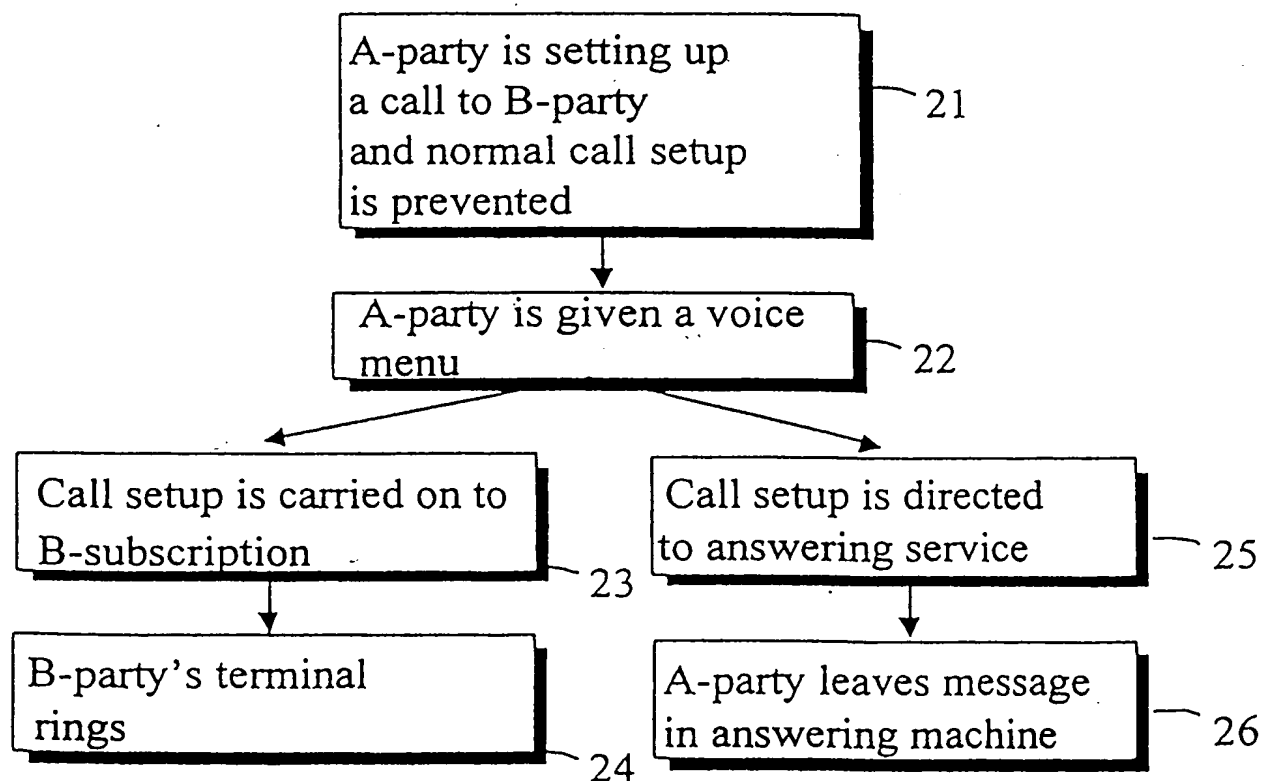 A-party is setting up
a call to B-party
and normal call setup
is prevented
21
A-party is given a voice
menu
22
Call setup is carried on to
B-subscription
23
B-party's terminal
rings
24
Call setup is directed
to answering service
25
A-party leaves message
in answering machine
26